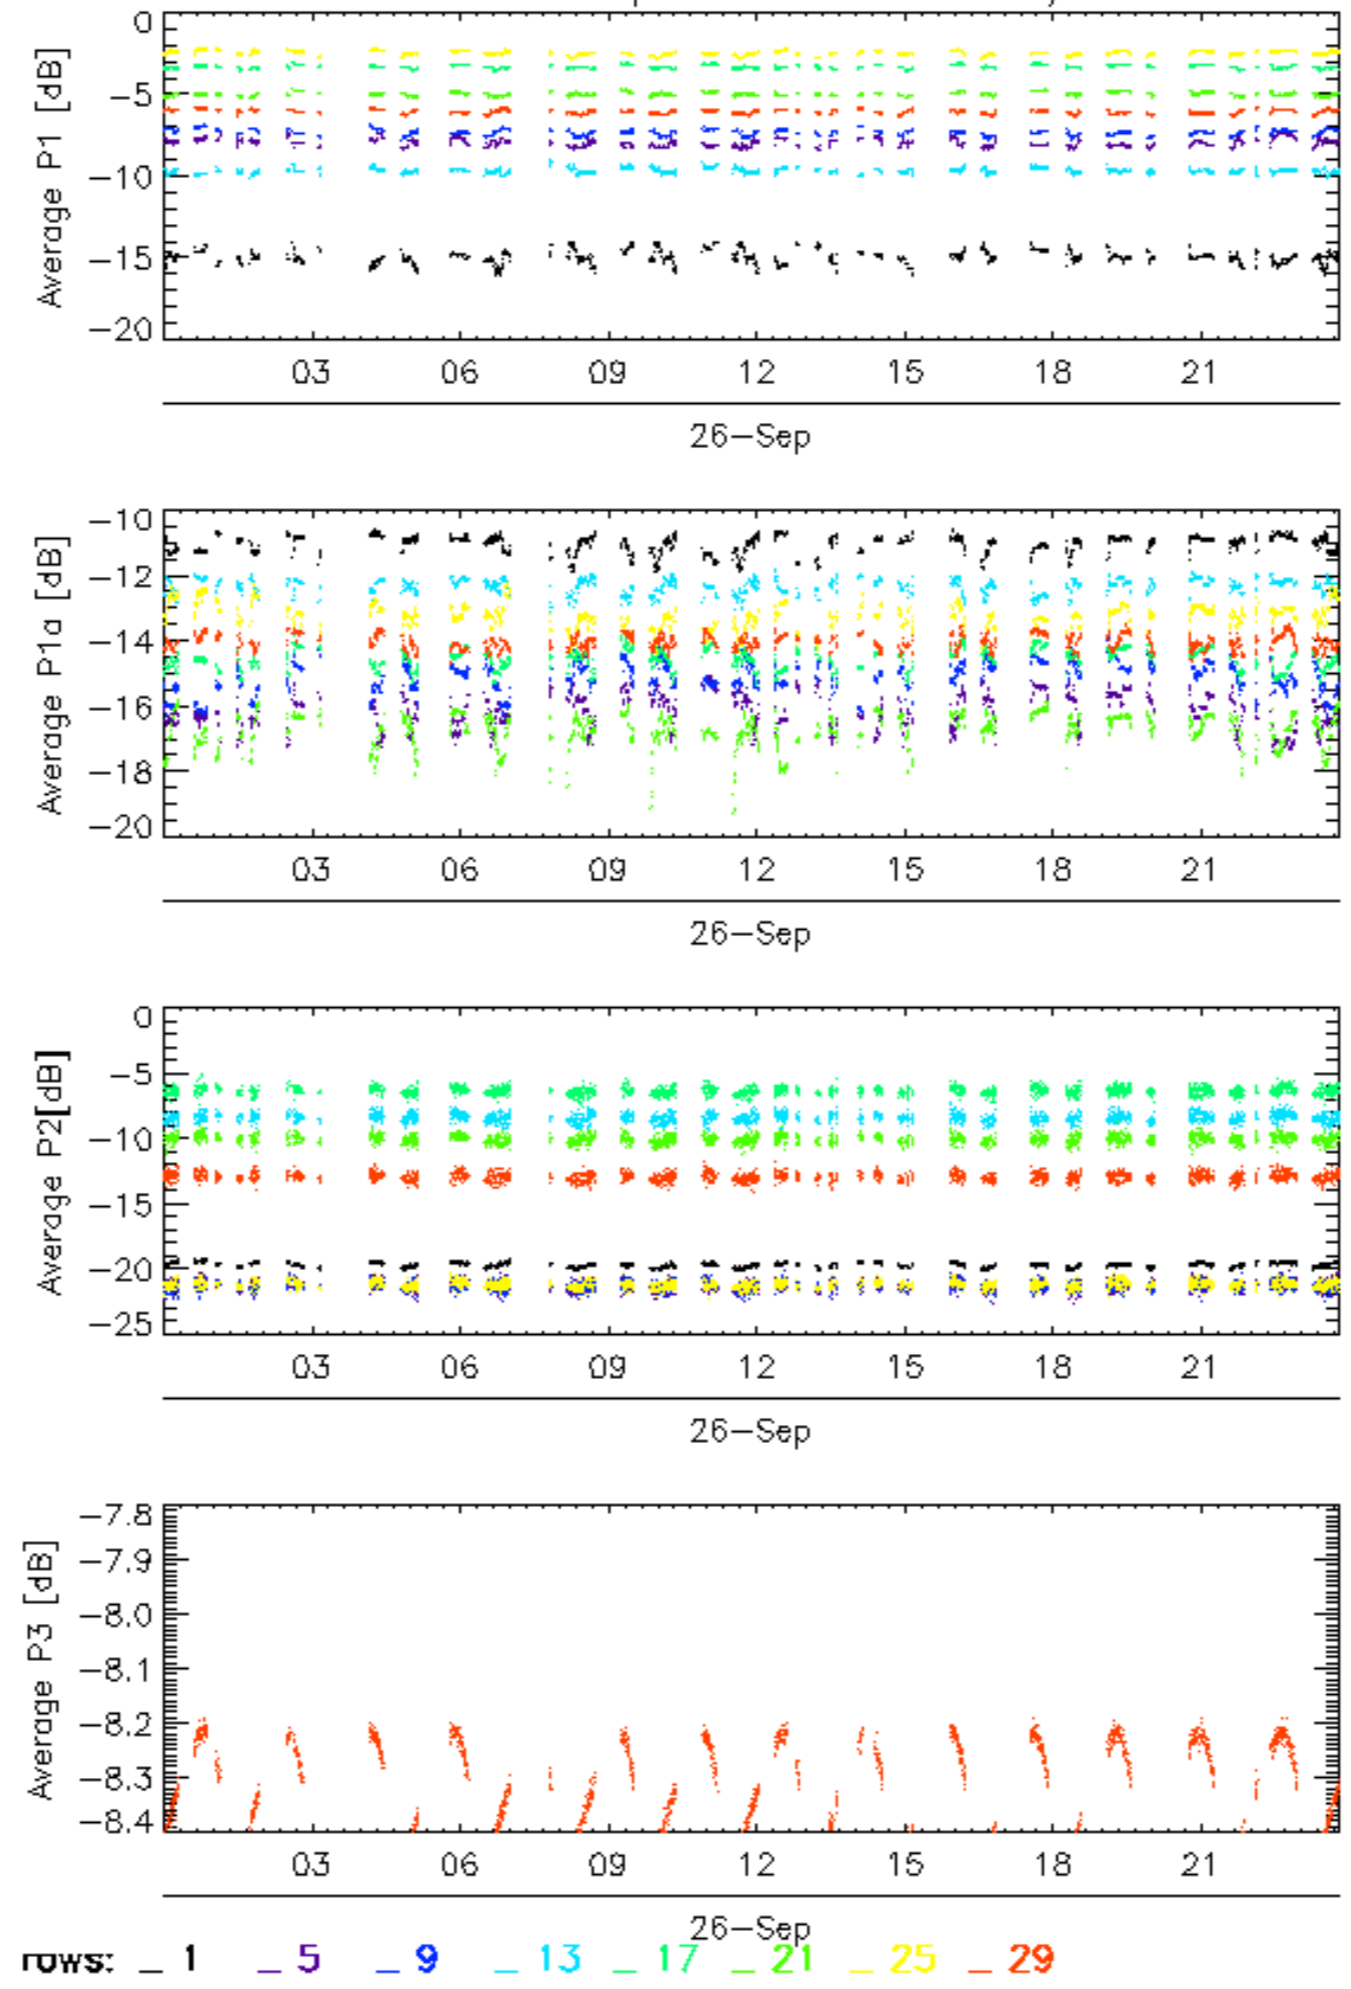 0
−5
−10
−15
−20
Average P1 [dB]
03 06 09 12 15 18 21
26−Sep
−10
−12
−14
−16
−18
−20
Average P1a [dB]
03 06 09 12 15 18 21
26−Sep
0
−5
−10
−15
−20
−25
Average P2[dB]
03 06 09 12 15 18 21
26−Sep
−7.8
−7.9
−8.0
−8.1
−8.2
−8.3
−8.4
Average P3 [dB]
03 06 09 12 15 18 21
26−Sep
rows: _ 1 _ 5 _ 9 _ 13 _ 17 _ 21 _ 25 _ 29